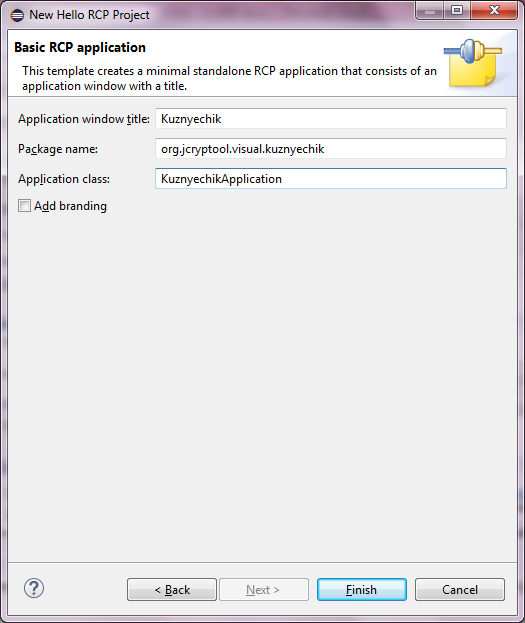 New Hello RCP Project
Basic RCP application
This template creates a minimal standalone RCP application that consists of an
application window with a title.
Application window title: Kuznyechik
Package name: org.jcryptool.visual.kuznyechik
Application class: KuznyechikApplication
Add branding
? < Back Next > Finish Cancel